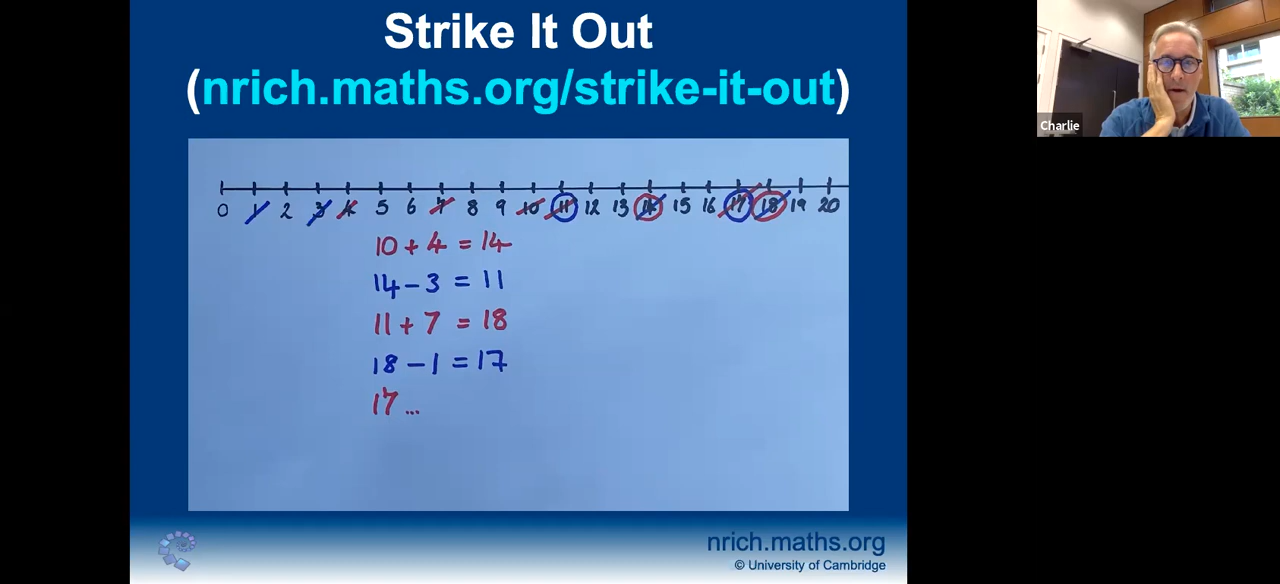 Strike It Out
(nrich.maths.org/strike-it-out)
Charlie
0 1 2 3 4 5 6 7 8 9 10 11 12 13 14 15 16 17 18 19 20
10 + 4 = 14
14 - 3 = 11
11 + 7 = 18
18 - 1 = 17
17 ...
nrich.maths.org
© University of Cambridge